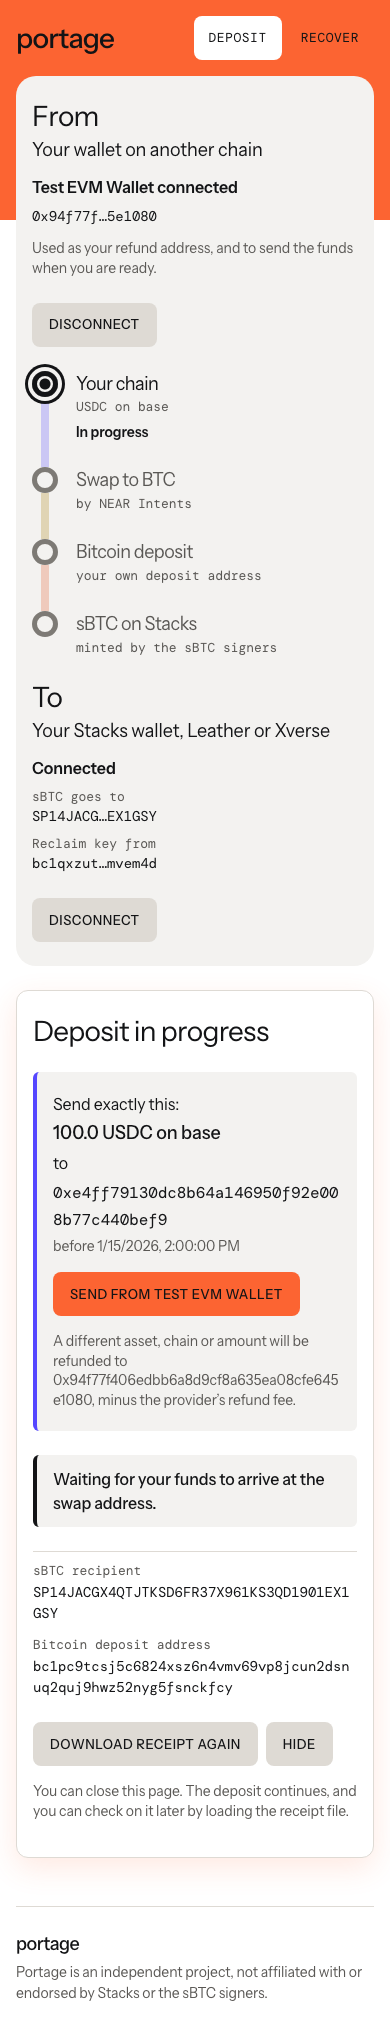 portage
DEPOSIT
RECOVER
From
Your wallet on another chain
Test EVM Wallet connected
0x94f77f…5e1080
Used as your refund address, and to send the funds
when you are ready.
DISCONNECT
Your chain
USDC on base
In progress
Swap to BTC
by NEAR Intents
Bitcoin deposit
your own deposit address
sBTC on Stacks
minted by the sBTC signers
To
Your Stacks wallet, Leather or Xverse
Connected
sBTC goes to
SP14JACG…EX1GSY
Reclaim key from
bc1qxzut…mvem4d
DISCONNECT
Deposit in progress
Send exactly this:
100.0 USDC on base
to
0xe4ff79130dc8b64a146950f92e00
8b77c440bef9
before 1/15/2026, 2:00:00 PM
SEND FROM TEST EVM WALLET
A different asset, chain or amount will be
refunded to
0x94f77f406edbb6a8d9cf8a635ea08cfe645
e1080, minus the provider's refund fee.
Waiting for your funds to arrive at the
swap address.
sBTC recipient
SP14JACGX4QTJTKSD6FR37X961KS3QD1901EX1
GSY
Bitcoin deposit address
bc1pc9tcsj5c6824xsz6n4vmv69vp8jcun2dsn
uq2quj9hwz52nyg5fsnckfcy
DOWNLOAD RECEIPT AGAIN
HIDE
You can close this page. The deposit continues, and
you can check on it later by loading the receipt file.
portage
Portage is an independent project, not affiliated with or
endorsed by Stacks or the sBTC signers.